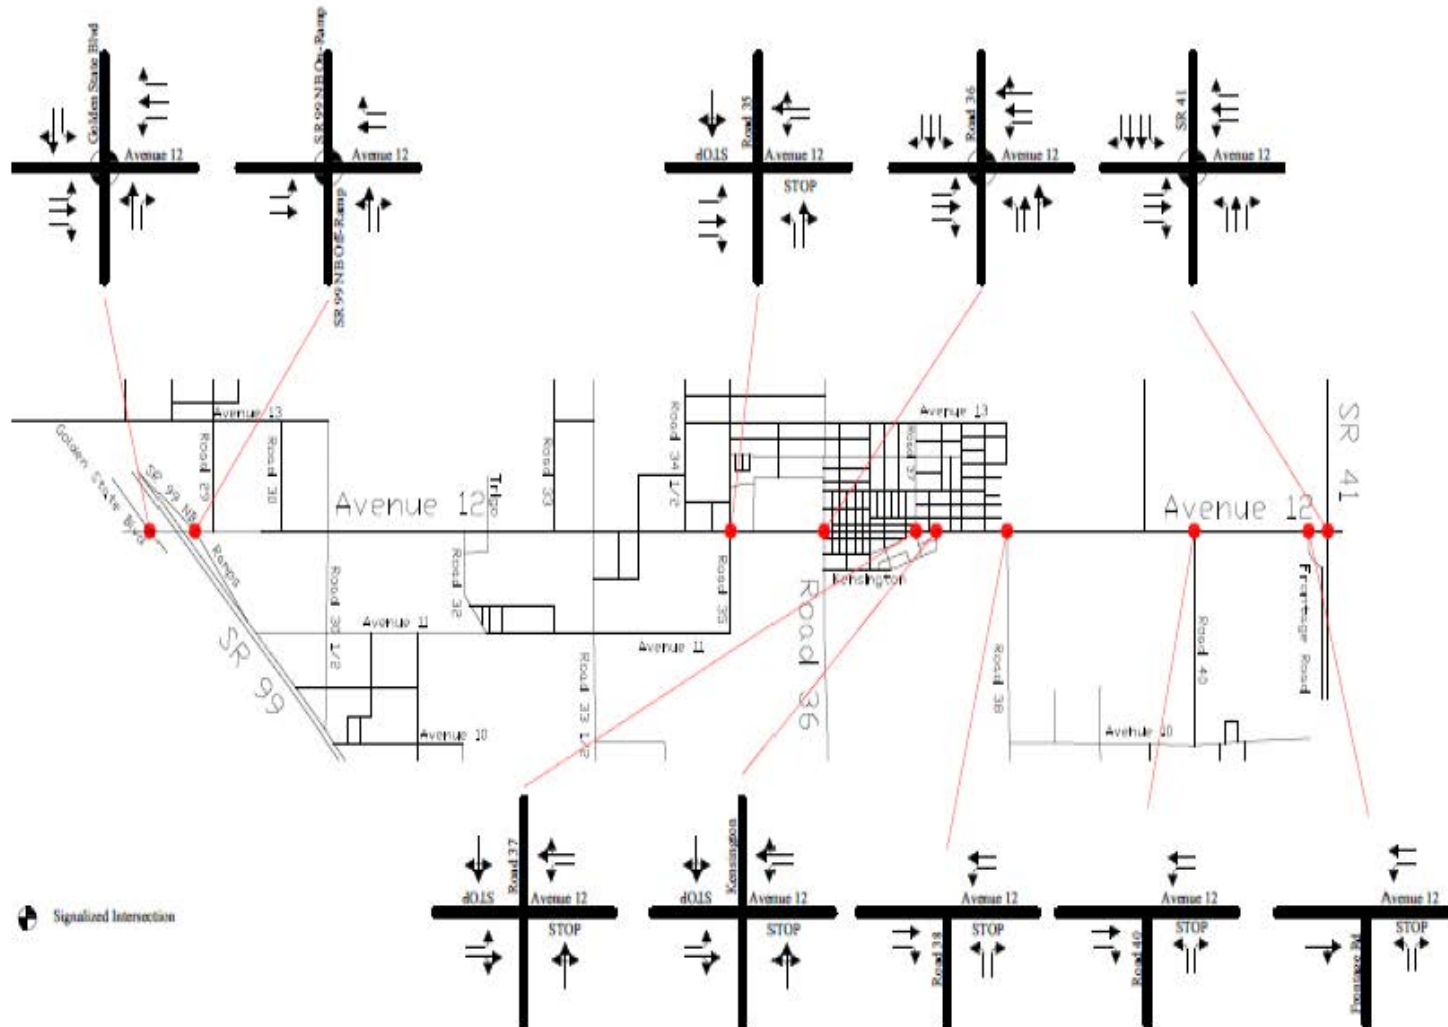 Golden State Blvd
Avenue 12
SR 99 NB On-Ramp
Avenue 12
SR 99 NB Off-Ramp
Road 35
STOP
Avenue 12
STOP
Road 36
Avenue 12
SR 41
Avenue 12
Avenue 13
Golden State Blvd
SR 99 NB Ramps
Road 29
Road 30
Avenue 12
Trigo
Road 33
Road 34 1/2
Avenue 13
Road 37
Avenue 12
SR 41
Kensington
Road 32
Road 35
Road 36
Frontage Road
Road 30 1/2
Avenue 11
Avenue 11
SR 99
Road 33 1/2
Road 38
Road 40
Avenue 10
Avenue 10
Road 37
STOP
Avenue 12
STOP
Kensington
STOP
Avenue 12
STOP
Avenue 12
STOP
Road 38
Avenue 12
STOP
Road 40
Avenue 12
STOP
Frontage Rd
Signalized Intersection